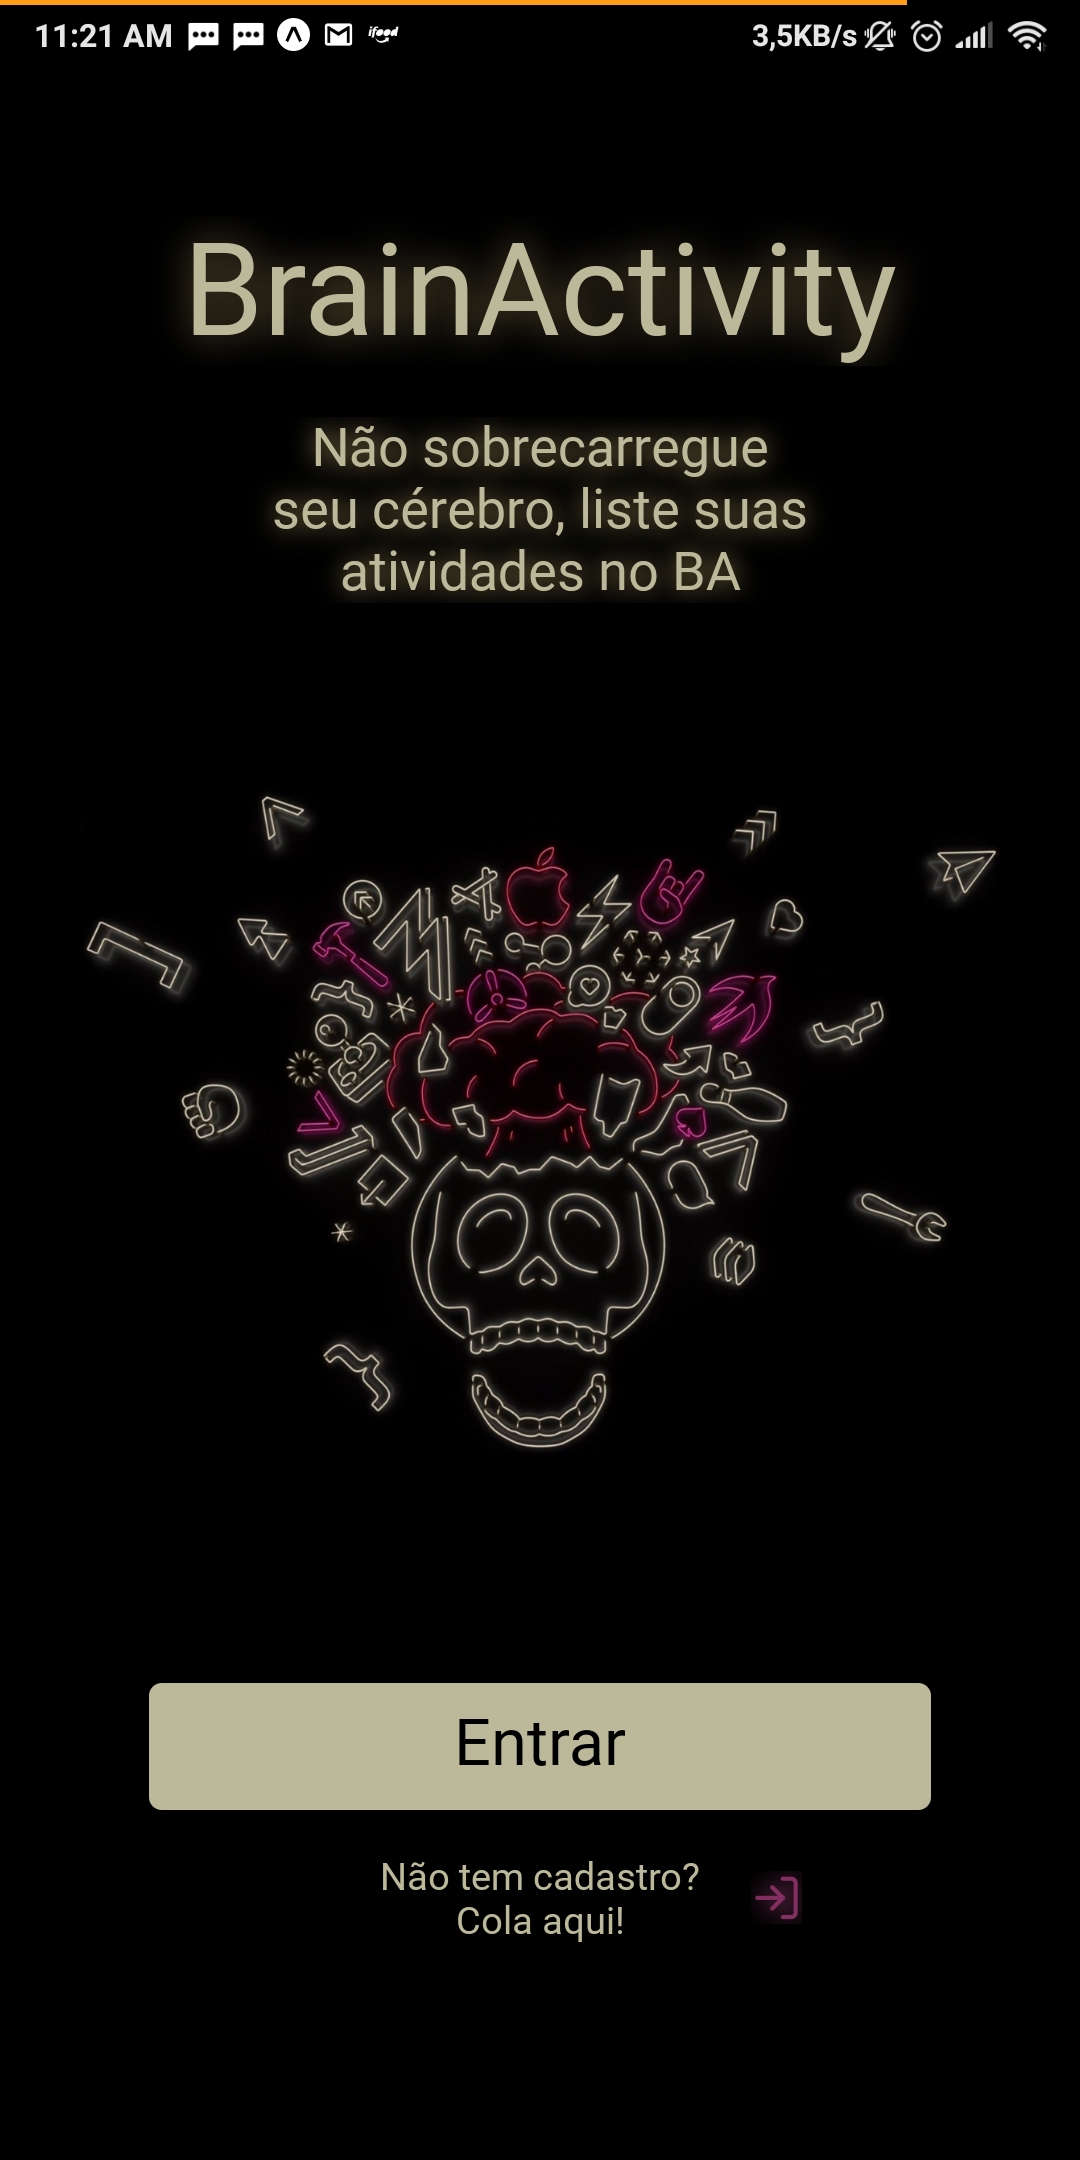 11:21 AM
ifood
3,5KB/s
BrainActivity
Não sobrecarregue
seu cérebro, liste suas
atividades no BA
Entrar
Não tem cadastro?
Cola aqui!